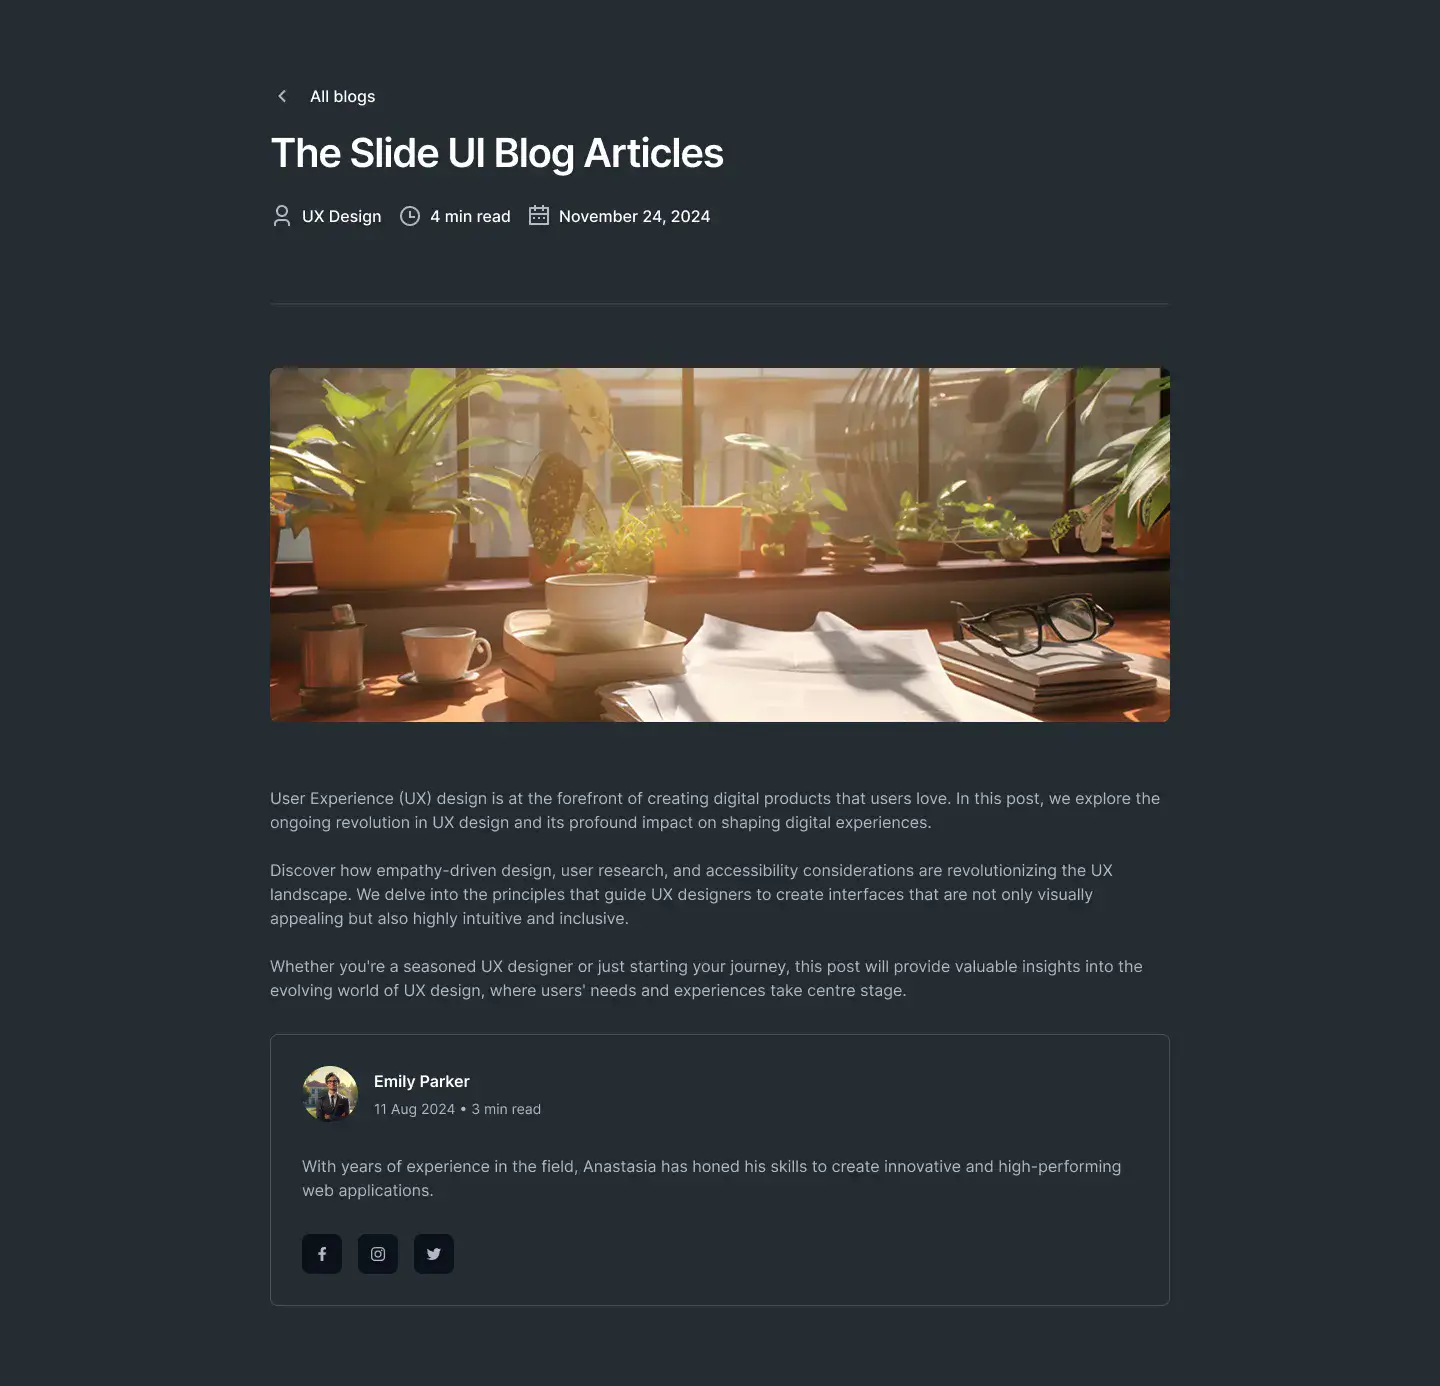 All blogs
The Slide UI Blog Articles
UX Design 4 min read November 24, 2024
User Experience (UX) design is at the forefront of creating digital products that users love. In this post, we explore the
ongoing revolution in UX design and its profound impact on shaping digital experiences.
Discover how empathy-driven design, user research, and accessibility considerations are revolutionizing the UX
landscape. We delve into the principles that guide UX designers to create interfaces that are not only visually
appealing but also highly intuitive and inclusive.
Whether you're a seasoned UX designer or just starting your journey, this post will provide valuable insights into the
evolving world of UX design, where users' needs and experiences take centre stage.
Emily Parker
11 Aug 2024 • 3 min read
With years of experience in the field, Anastasia has honed his skills to create innovative and high-performing
web applications.